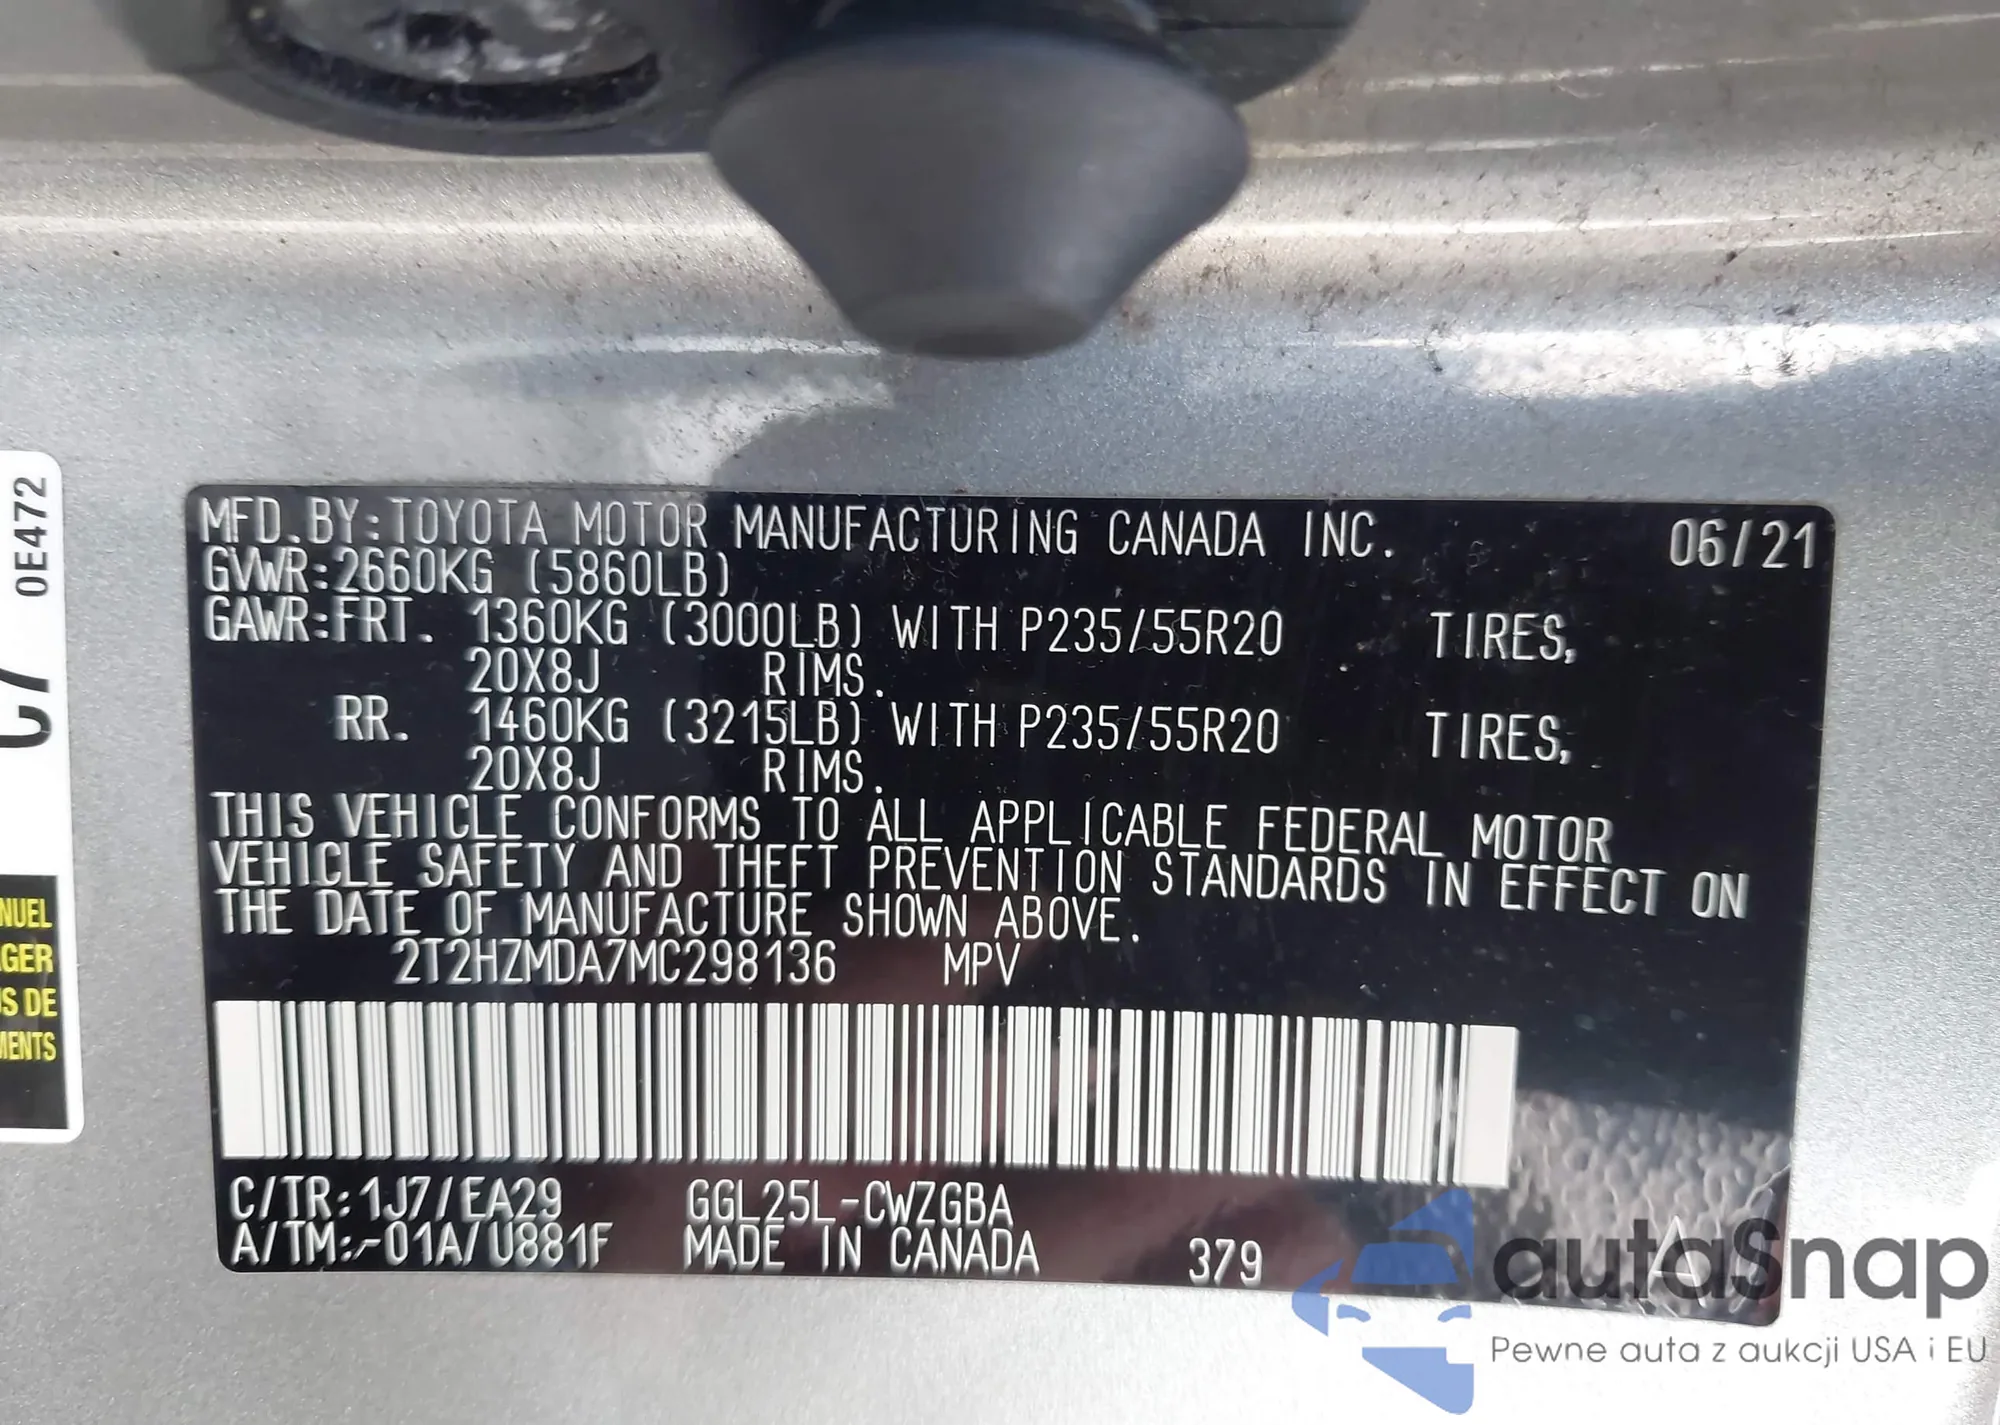 0E472
C7
NUEL
GER
S DE
MENTS
MFD.BY:TOYOTA MOTOR MANUFACTURING CANADA INC. 06/21
GVWR:2660KG (5860LB)
GAWR:FRT. 1360KG (3000LB) WITH P235/55R20 TIRES,
20X8J RIMS.
RR. 1460KG (3215LB) WITH P235/55R20 TIRES,
20X8J RIMS.
THIS VEHICLE CONFORMS TO ALL APPLICABLE FEDERAL MOTOR
VEHICLE SAFETY AND THEFT PREVENTION STANDARDS IN EFFECT ON
THE DATE OF MANUFACTURE SHOWN ABOVE.
2T2HZMDA7MC298136 MPV
C/TR:1J7/EA29 GGL25L-CWZGBA
A/TM:-01A/U881F MADE IN CANADA 379 A
autaSnap
Pewne auta z aukcji USA i EU